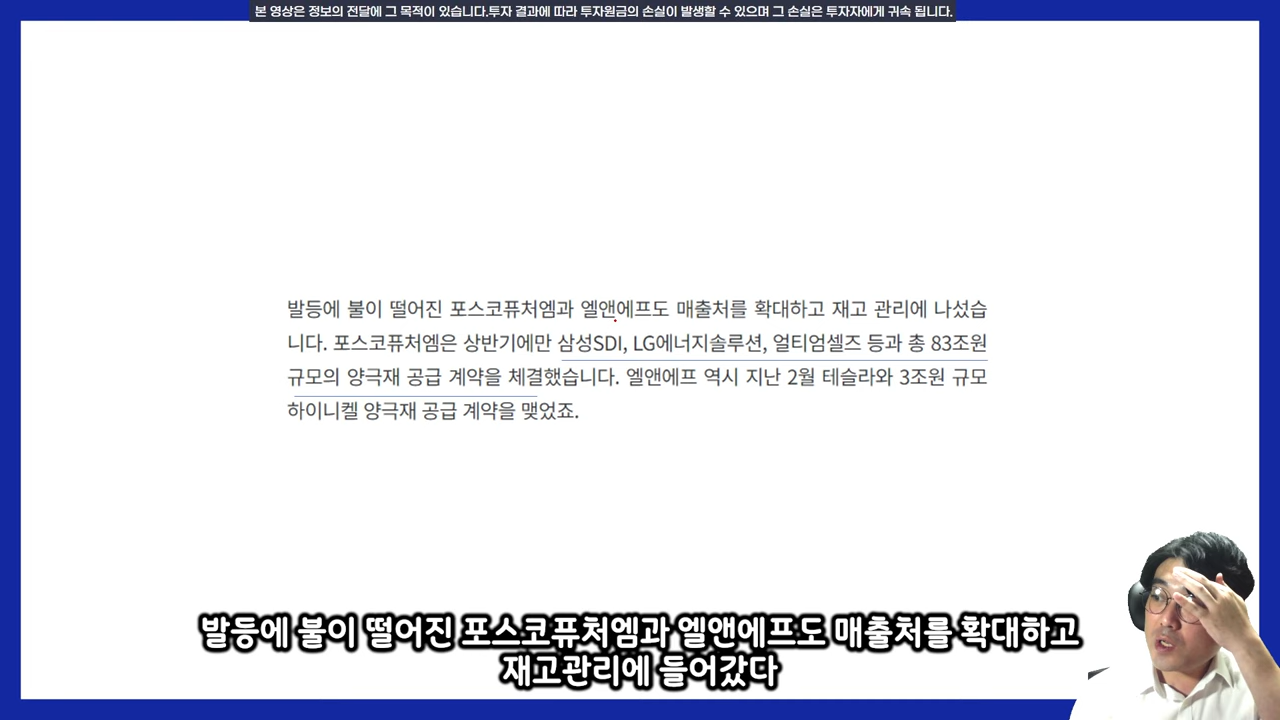 본 영상은 정보의 전달에 그 목적이 있습니다.투자 결과에 따라 투자원금의 손실이 발생할 수 있으며 그 손실은 투자자에게 귀속 됩니다.
발등에 불이 떨어진 포스코퓨처엠과 엘앤에프도 매출처를 확대하고 재고 관리에 나섰습
니다. 포스코퓨처엠은 상반기에만 삼성SDI, LG에너지솔루션, 얼티엄셀즈 등과 총 83조원
규모의 양극재 공급 계약을 체결했습니다. 엘앤에프 역시 지난 2월 테슬라와 3조원 규모
하이니켈 양극재 공급 계약을 맺었죠.
발등에 불이 떨어진 포스코퓨처엠과 엘앤에프도 매출처를 확대하고
재고관리에 들어갔다